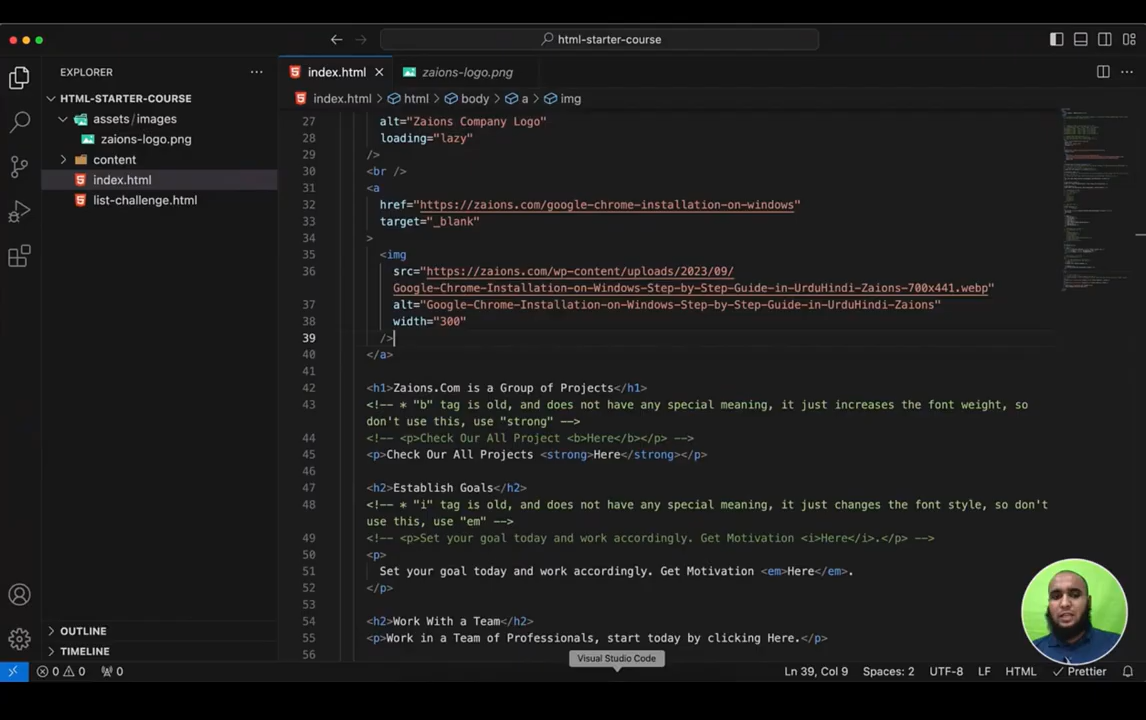 html-starter-course
EXPLORER
index.html
zaions-logo.png
HTML-STARTER-COURSE
index.html > html > body > a > img
assets/images
zaions-logo.png
content
index.html
list-challenge.html
27 alt="Zaions Company Logo"
28 loading="lazy"
29 />
30 <br />
31 <a
32 href="https://zaions.com/google-chrome-installation-on-windows"
33 target="_blank"
34 >
35 <img
36 src="https://zaions.com/wp-content/uploads/2023/09/
Google-Chrome-Installation-on-Windows-Step-by-Step-Guide-in-UrduHindi-Zaions-700x441.webp"
37 alt="Google-Chrome-Installation-on-Windows-Step-by-Step-Guide-in-UrduHindi-Zaions"
38 width="300"
39 />
40 </a>
41
42 <h1>Zaions.Com is a Group of Projects</h1>
43 <!-- * "b" tag is old, and does not have any special meaning, it just increases the font weight, so
don't use this, use "strong" -->
44 <!-- <p>Check Our All Project <b>Here</b></p> -->
45 <p>Check Our All Projects <strong>Here</strong></p>
46
47 <h2>Establish Goals</h2>
48 <!-- * "i" tag is old, and does not have any special meaning, it just changes the font style, so don't
use this, use "em" -->
49 <!-- <p>Set your goal today and work accordingly. Get Motivation <i>Here</i>.</p> -->
50 <p>
51 Set your goal today and work accordingly. Get Motivation <em>Here</em>.
52 </p>
53
54 <h2>Work With a Team</h2>
55 <p>Work in a Team of Professionals, start today by clicking Here.</p>
56
OUTLINE
TIMELINE
Visual Studio Code
0 0 0
Ln 39, Col 9 Spaces: 2 UTF-8 LF HTML Prettier